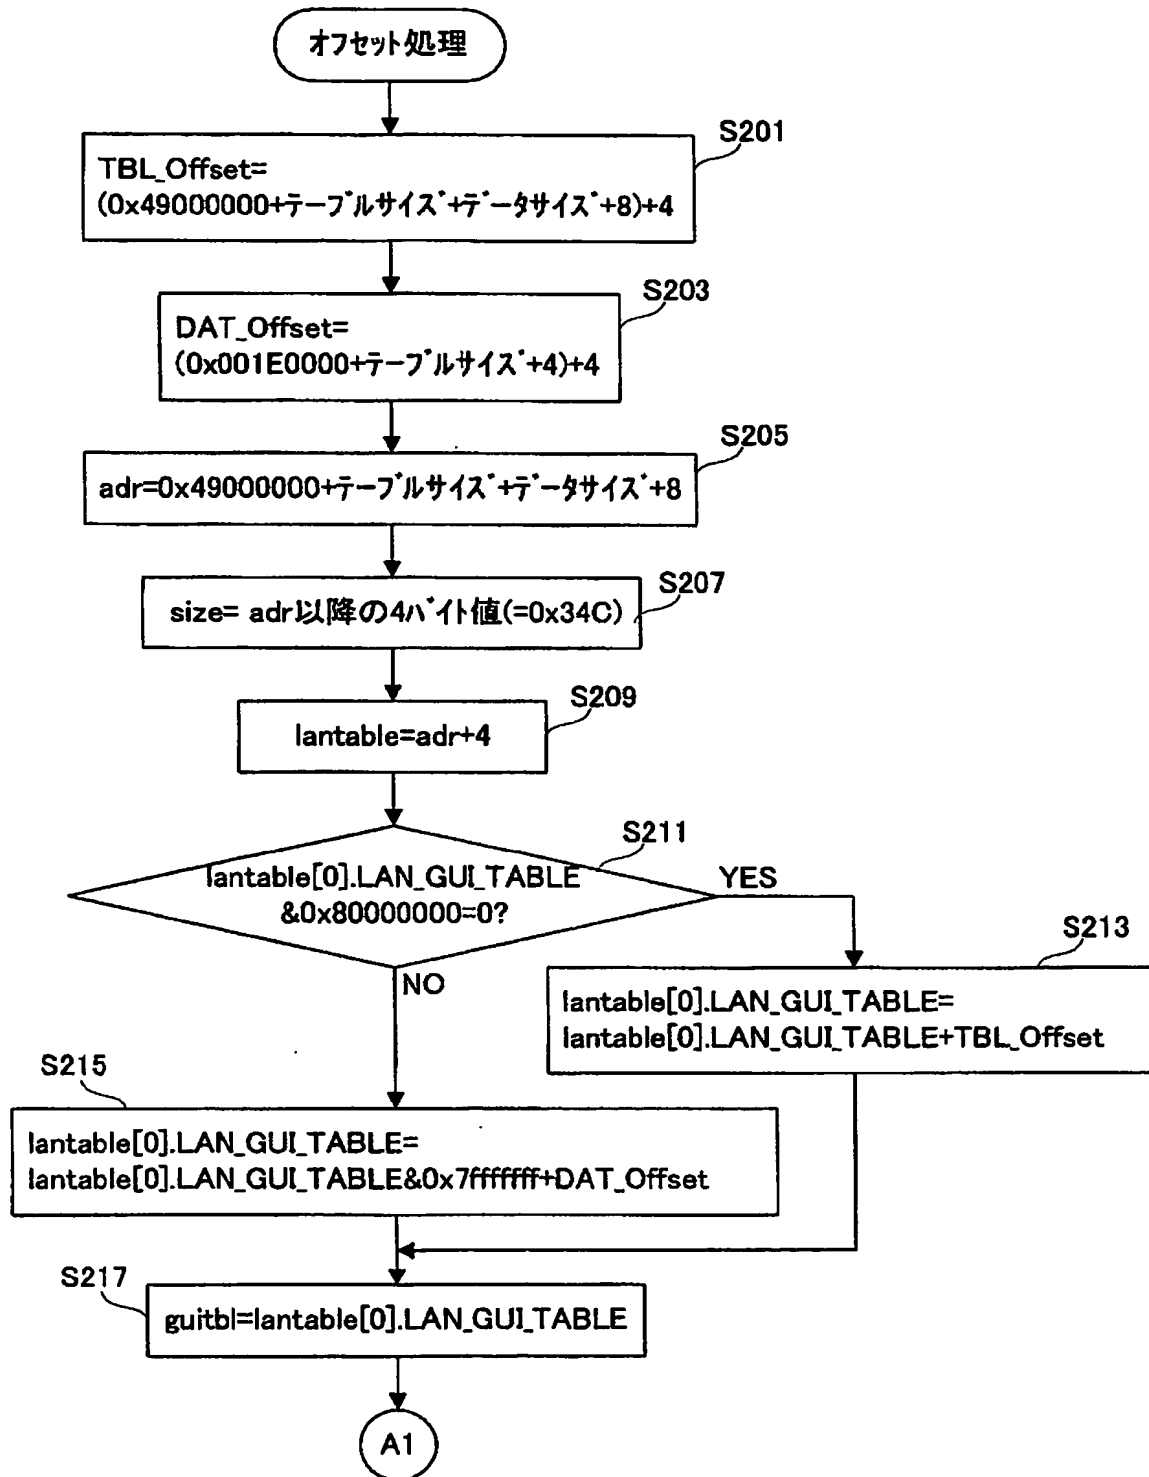 オフセット処理
S201
TBL_Offset=
(0x49000000+テーブルサイズ+データサイズ+8)+4
S203
DAT_Offset=
(0x001E0000+テーブルサイズ+4)+4
S205
adr=0x49000000+テーブルサイズ+データサイズ+8
S207
size= adr以降の4バイト値(=0x34C)
S209
lantable=adr+4
S211
lantable[0].LAN_GUI_TABLE
&0x80000000=0?
YES
NO
S213
lantable[0].LAN_GUI_TABLE=
lantable[0].LAN_GUI_TABLE+TBL_Offset
S215
lantable[0].LAN_GUI_TABLE=
lantable[0].LAN_GUI_TABLE&0x7fffffff+DAT_Offset
S217
guitbl=lantable[0].LAN_GUI_TABLE
A1